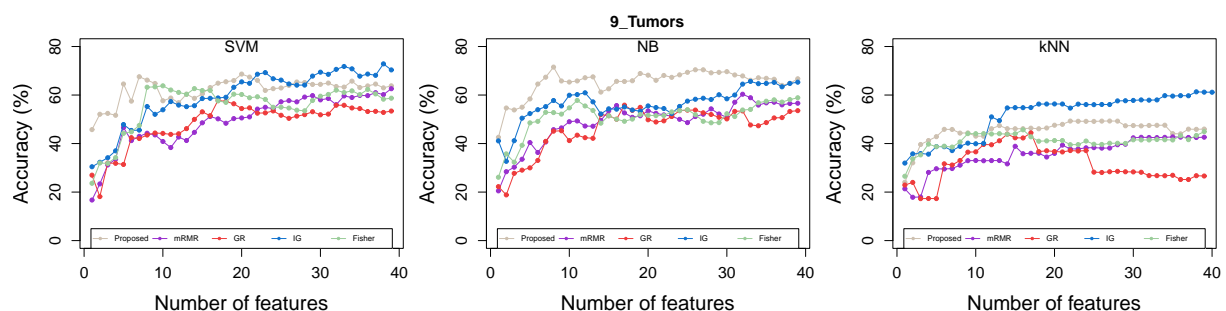 9_Tumors
SVM
Accuracy (%)
80
60
40
20
0
Proposed mRMR GR IG Fisher
0 10 20 30 40
Number of features
NB
Accuracy (%)
80
60
40
20
0
Proposed mRMR GR IG Fisher
0 10 20 30 40
Number of features
kNN
Accuracy (%)
80
60
40
20
0
Proposed mRMR GR IG Fisher
0 10 20 30 40
Number of features